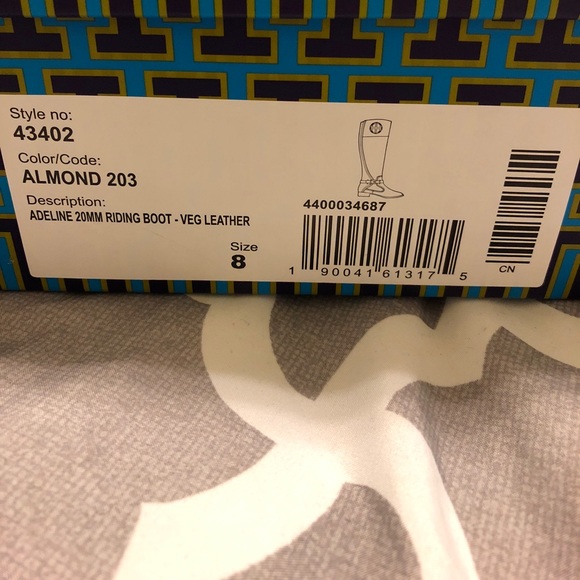 Style no:
43402
Color/Code:
ALMOND 203
Description:
ADELINE 20MM RIDING BOOT - VEG LEATHER
Size
8
4400034687
1 90041 61317 5
CN